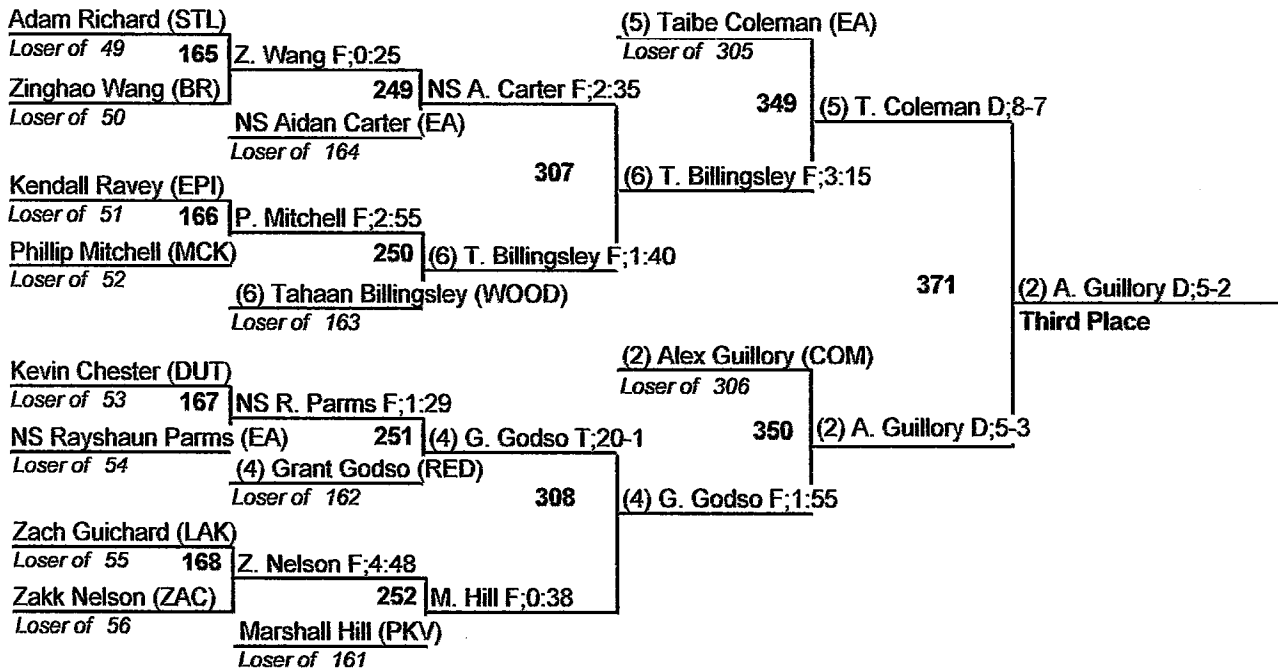 Adam Richard (STL)
Loser of 49
165
Z. Wang F;0:25
Zinghao Wang (BR)
Loser of 50
249
NS A. Carter F;2:35
NS Aidan Carter (EA)
Loser of 164
Kendall Ravey (EPI)
Loser of 51
166
P. Mitchell F;2:55
Phillip Mitchell (MCK)
Loser of 52
250
(6) T. Billingsley F;1:40
(6) Tahaan Billingsley (WOOD)
Loser of 163
307
(6) T. Billingsley F;3:15
(5) Taibe Coleman (EA)
Loser of 305
349
(5) T. Coleman D;8-7
Kevin Chester (DUT)
Loser of 53
167
NS R. Parms F;1:29
NS Rayshaun Parms (EA)
Loser of 54
251
(4) G. Godso T;20-1
(4) Grant Godso (RED)
Loser of 162
Zach Guichard (LAK)
Loser of 55
168
Z. Nelson F;4:48
Zakk Nelson (ZAC)
Loser of 56
252
M. Hill F;0:38
Marshall Hill (PKV)
Loser of 161
308
(4) G. Godso F;1:55
(2) Alex Guillory (COM)
Loser of 306
350
(2) A. Guillory D;5-3
371
(2) A. Guillory D;5-2
Third Place